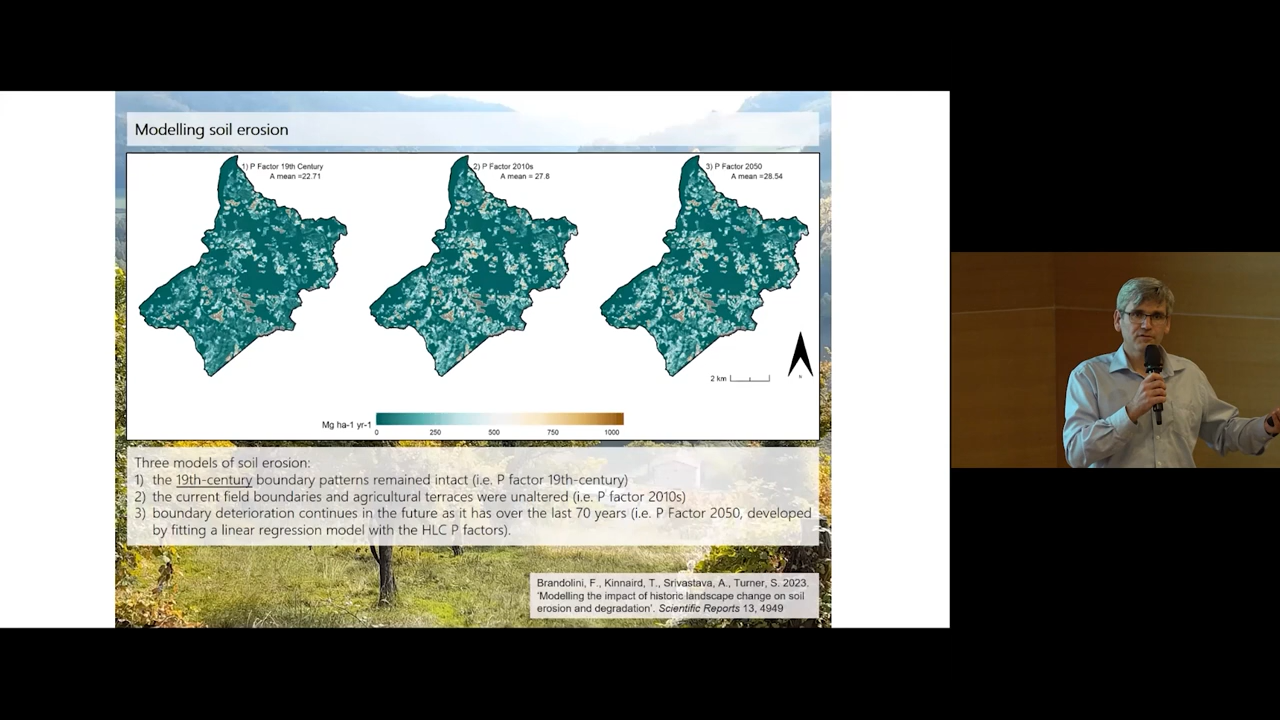 Modelling soil erosion
1) P Factor 19th Century
A mean =22.71
2) P Factor 2010s
A mean = 27.8
3) P Factor 2050
A mean =28.54
2 km
N
Mg ha-1 yr-1
0 250 500 750 1000
Three models of soil erosion:
1) the 19th-century boundary patterns remained intact (i.e. P factor 19th-century)
2) the current field boundaries and agricultural terraces were unaltered (i.e. P factor 2010s)
3) boundary deterioration continues in the future as it has over the last 70 years (i.e. P Factor 2050, developed
by fitting a linear regression model with the HLC P factors).
Brandolini, F., Kinnaird, T., Srivastava, A., Turner, S. 2023.
‘Modelling the impact of historic landscape change on soil
erosion and degradation’. Scientific Reports 13, 4949